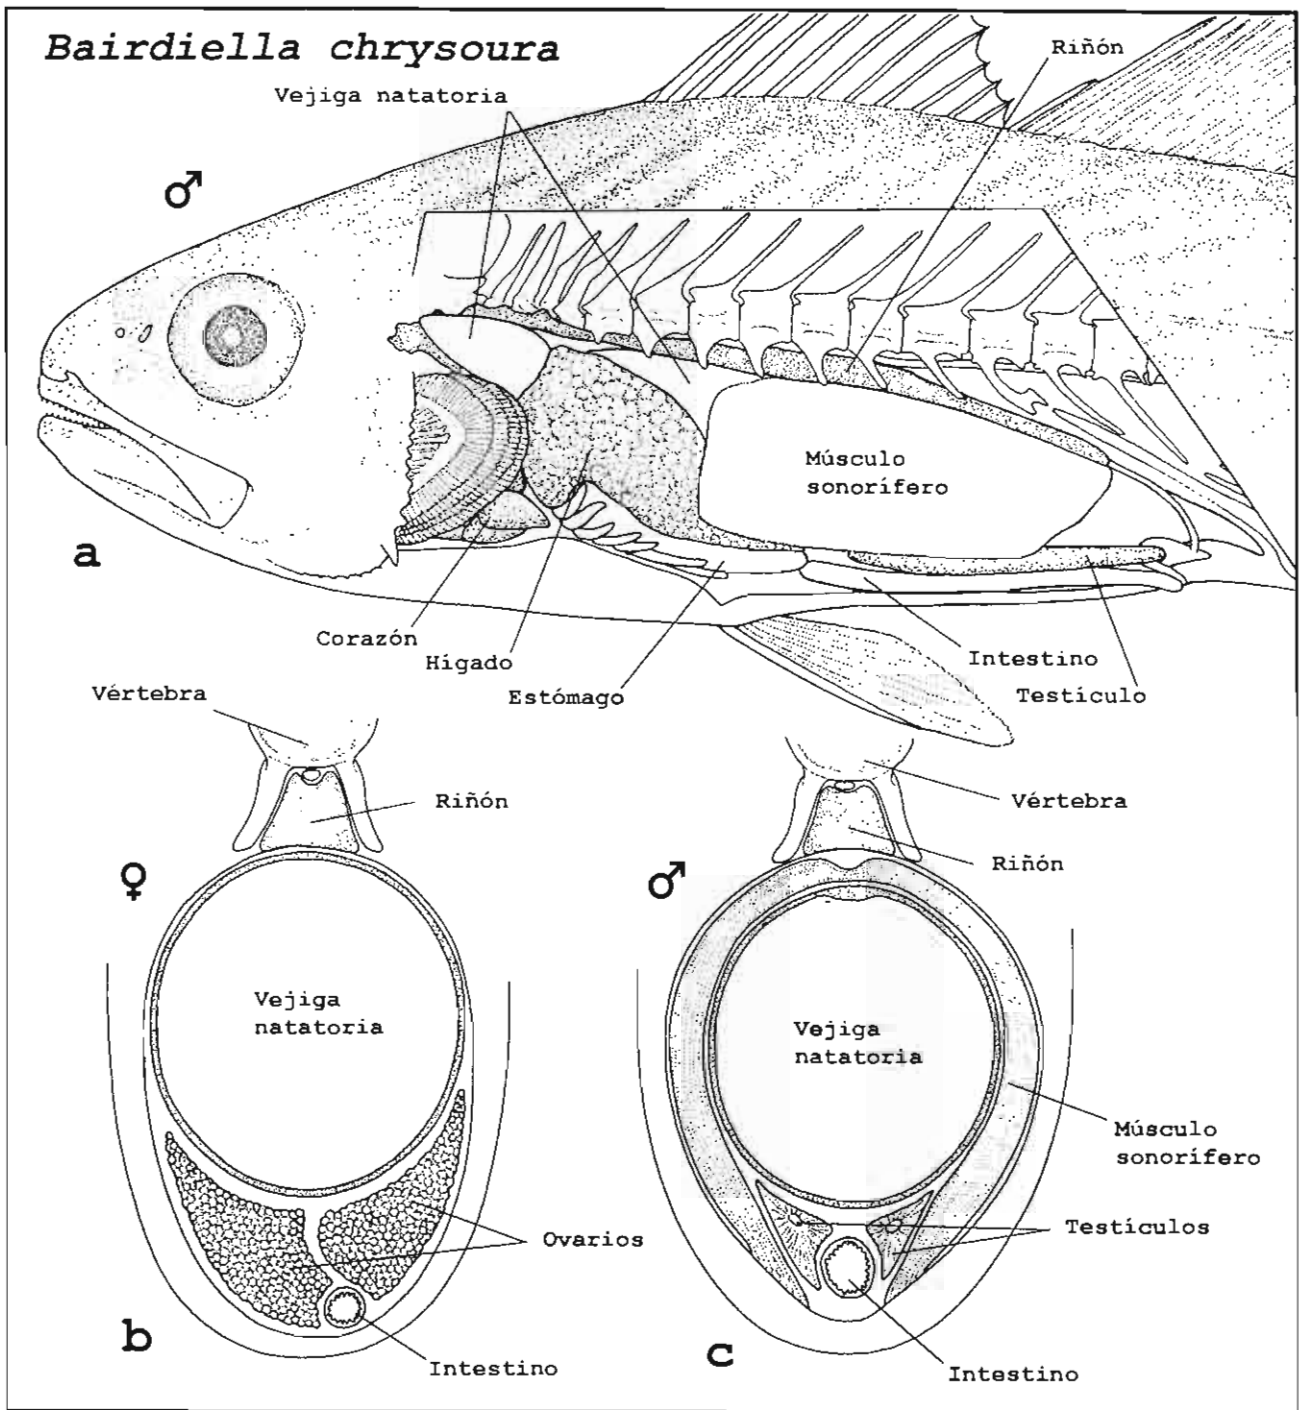 Bairdiella chrysoura
Riñón
Vejiga natatoria
♂
Músculo
sonorífero
a
Corazón
Hígado
Estómago
Intestino
Testículo
Vértebra
Riñón
♀
Vejiga
natatoria
Ovarios
b
Intestino
Vértebra
Riñón
♂
Vejiga
natatoria
Músculo
sonorífero
Testículos
c
Intestino